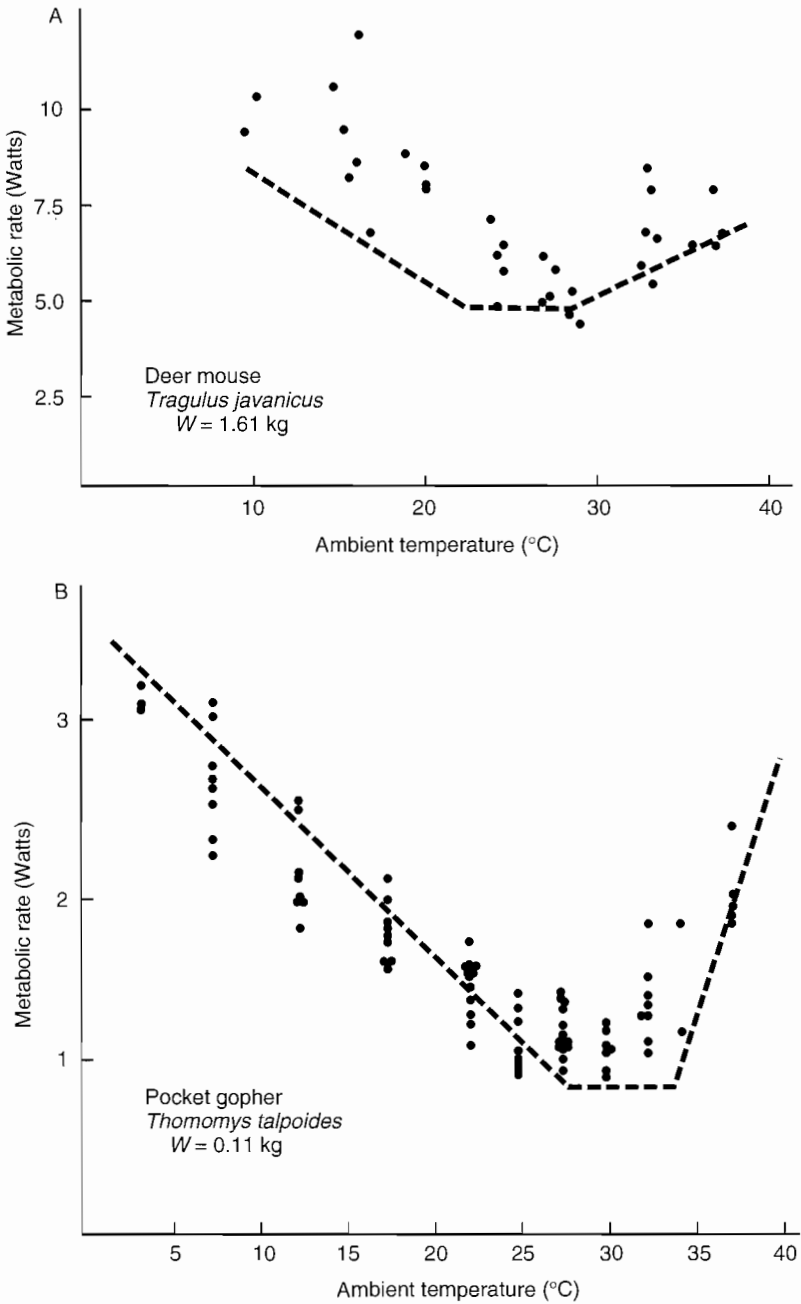 A
Metabolic rate (Watts)
10
7.5
5.0
2.5
Deer mouse
Tragulus javanicus
W = 1.61 kg
10 20 30 40
Ambient temperature (°C)
B
Metabolic rate (Watts)
3
2
1
Pocket gopher
Thomomys talpoides
W = 0.11 kg
5 10 15 20 25 30 35 40
Ambient temperature (°C)